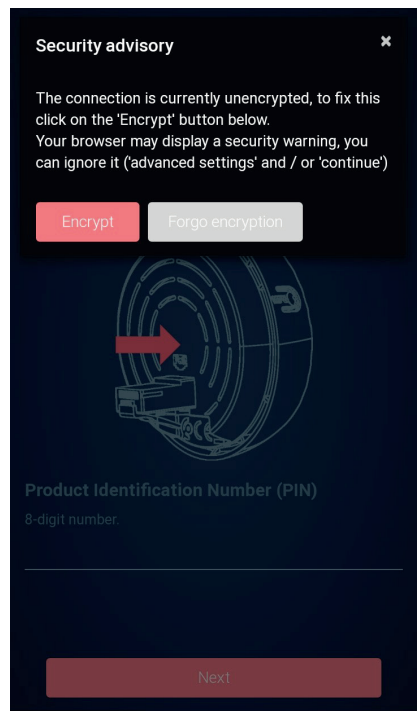 Security advisory ×
The connection is currently unencrypted, to fix this
click on the 'Encrypt' button below.
Your browser may display a security warning, you
can ignore it ('advanced settings' and / or 'continue')
Encrypt Forgo encryption
Product Identification Number (PIN)
8-digit number.
Next